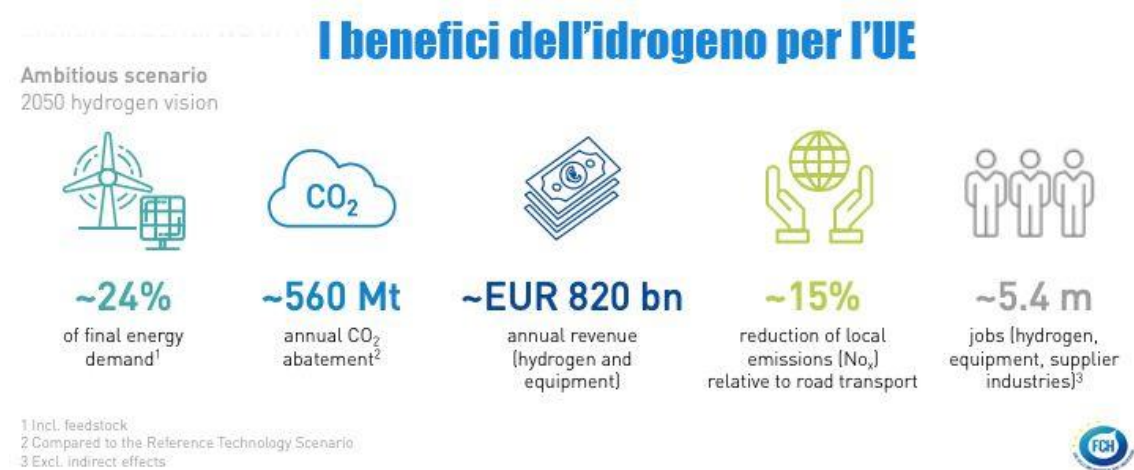 I benefici dell'idrogeno per l'UE
Ambitious scenario
2050 hydrogen vision
CO₂
~24%
of final energy
demand¹
~560 Mt
annual CO₂
abatement²
~EUR 820 bn
annual revenue
(hydrogen and
equipment)
~15%
reduction of local
emissions (Noₓ)
relative to road transport
~5.4 m
jobs (hydrogen,
equipment, supplier
industries)³
1 Incl. feedstock
2 Compared to the Reference Technology Scenario
3 Excl. indirect effects
FCH